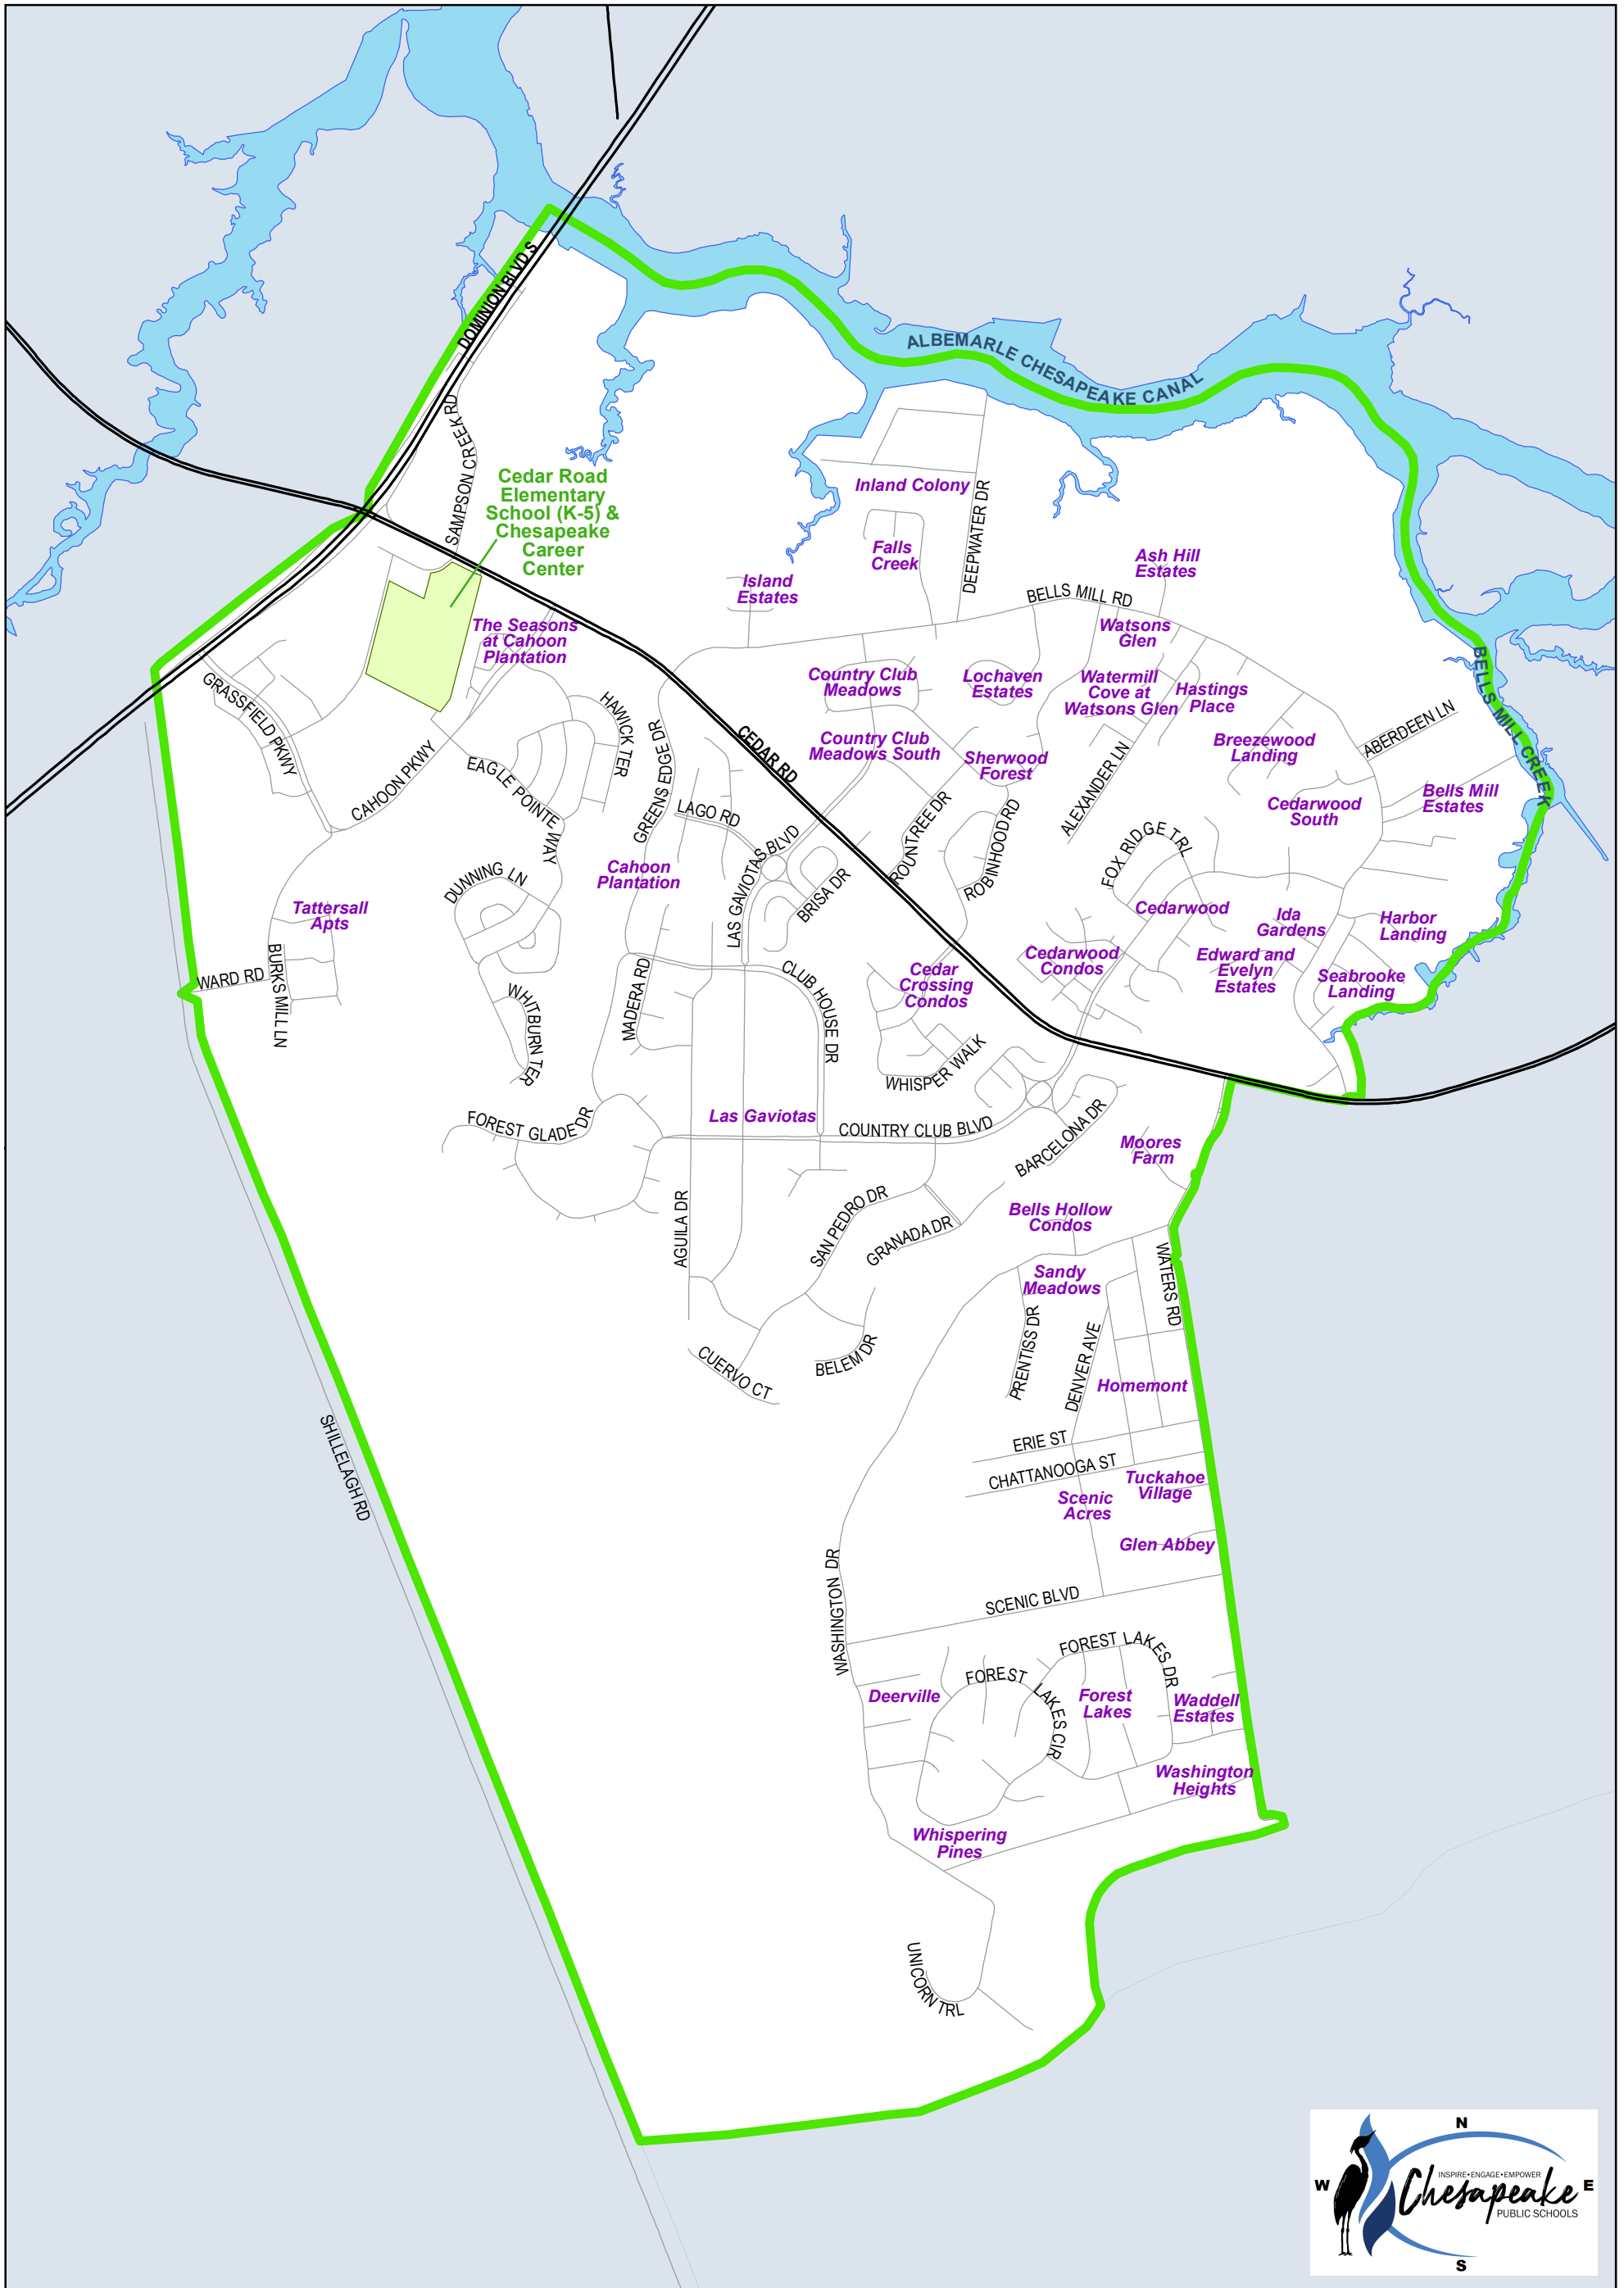 DOMINION BLVD S
ALBEMARLE CHESAPEAKE CANAL
SAMPSON CREEK RD
Cedar Road
Elementary
School (K-5) &
Chesapeake
Career
Center
Inland Colony
DEEPWATER DR
Falls
Creek
Ash Hill
Estates
Island
Estates
BELLS MILL RD
The Seasons
at Cahoon
Plantation
Watsons
Glen
BELLS MILL CREEK
GRASSFIELD PKWY
HAWICK TER
Country Club
Meadows
Lochaven
Estates
Watermill
Cove at
Watsons Glen
Hastings
Place
ABERDEEN LN
CAHOON PKWY
EAGLE POINTE WAY
GREENS EDGE DR
CEDAR RD
Country Club
Meadows South
Sherwood
Forest
Breezewood
Landing
ALEXANDER LN
LAGO RD
Cedarwood
South
Bells Mill
Estates
LAS GAVIOTAS BLVD
ROUNTREE DR
ROBINHOOD RD
FOX RIDGE TRL
Cahoon
Plantation
DUNNING LN
BRISA DR
Tattersall
Apts
Cedarwood
Ida
Gardens
Harbor
Landing
WARD RD
BURKS MILL LN
WHITBURN TER
MADERA RD
CLUB HOUSE DR
Cedar
Crossing
Condos
Cedarwood
Condos
Edward and
Evelyn
Estates
Seabrooke
Landing
WHISPER WALK
FOREST GLADE DR
Las Gaviotas
COUNTRY CLUB BLVD
BARCELONA DR
Moores
Farm
AGUILA DR
SAN PEDRO DR
GRANADA DR
Bells Hollow
Condos
WATERS RD
Sandy
Meadows
PRENTISS DR
DENVER AVE
CUERVO CT
BELEM DR
Homemont
SHILLELAGH RD
ERIE ST
CHATTANOOGA ST
Tuckahoe
Village
Scenic
Acres
Glen Abbey
WASHINGTON DR
SCENIC BLVD
FOREST LAKES DR
FOREST LAKES CIR
Deerville
Forest
Lakes
Waddell
Estates
Washington
Heights
Whispering
Pines
UNICORN TRL
N
W
E
INSPIRE•ENGAGE•EMPOWER
Chesapeake
PUBLIC SCHOOLS
S